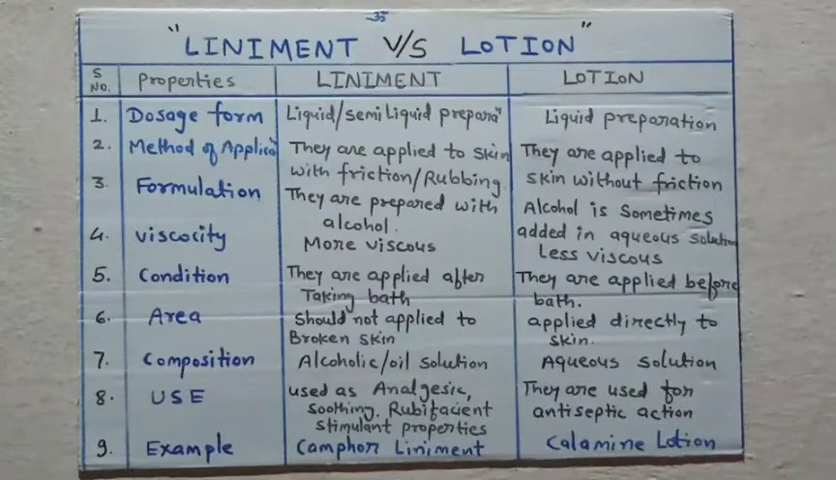 "LINIMENT V/S LOTION"
S NO. Properties LINIMENT LOTION
1. Dosage form Liquid/semi Liquid preparaⁿ Liquid preparation
2. Method of Applicaⁿ They are applied to skin with friction/Rubbing. They are applied to skin without friction
3. Formulation They are prepared with alcohol. Alcohol is sometimes added in aqueous solution
4. viscocity More viscous Less viscous
5. Condition They are applied after Taking bath They are applied before bath.
6. Area should not applied to Broken skin applied directly to skin.
7. Composition Alcoholic/oil solution Aqueous solution
8. USE used as Analgesic, Soothing, Rubifacient stimulant properties They are used for antiseptic action
9. Example Camphor Liniment Calamine Lotion